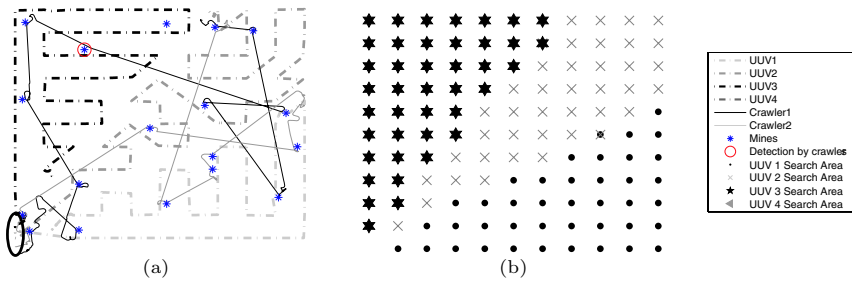 UUV1
UUV2
UUV3
UUV4
Crawler1
Crawler2
Mines
Detection by crawlers
UUV 1 Search Area
UUV 2 Search Area
UUV 3 Search Area
UUV 4 Search Area
(a)
(b)